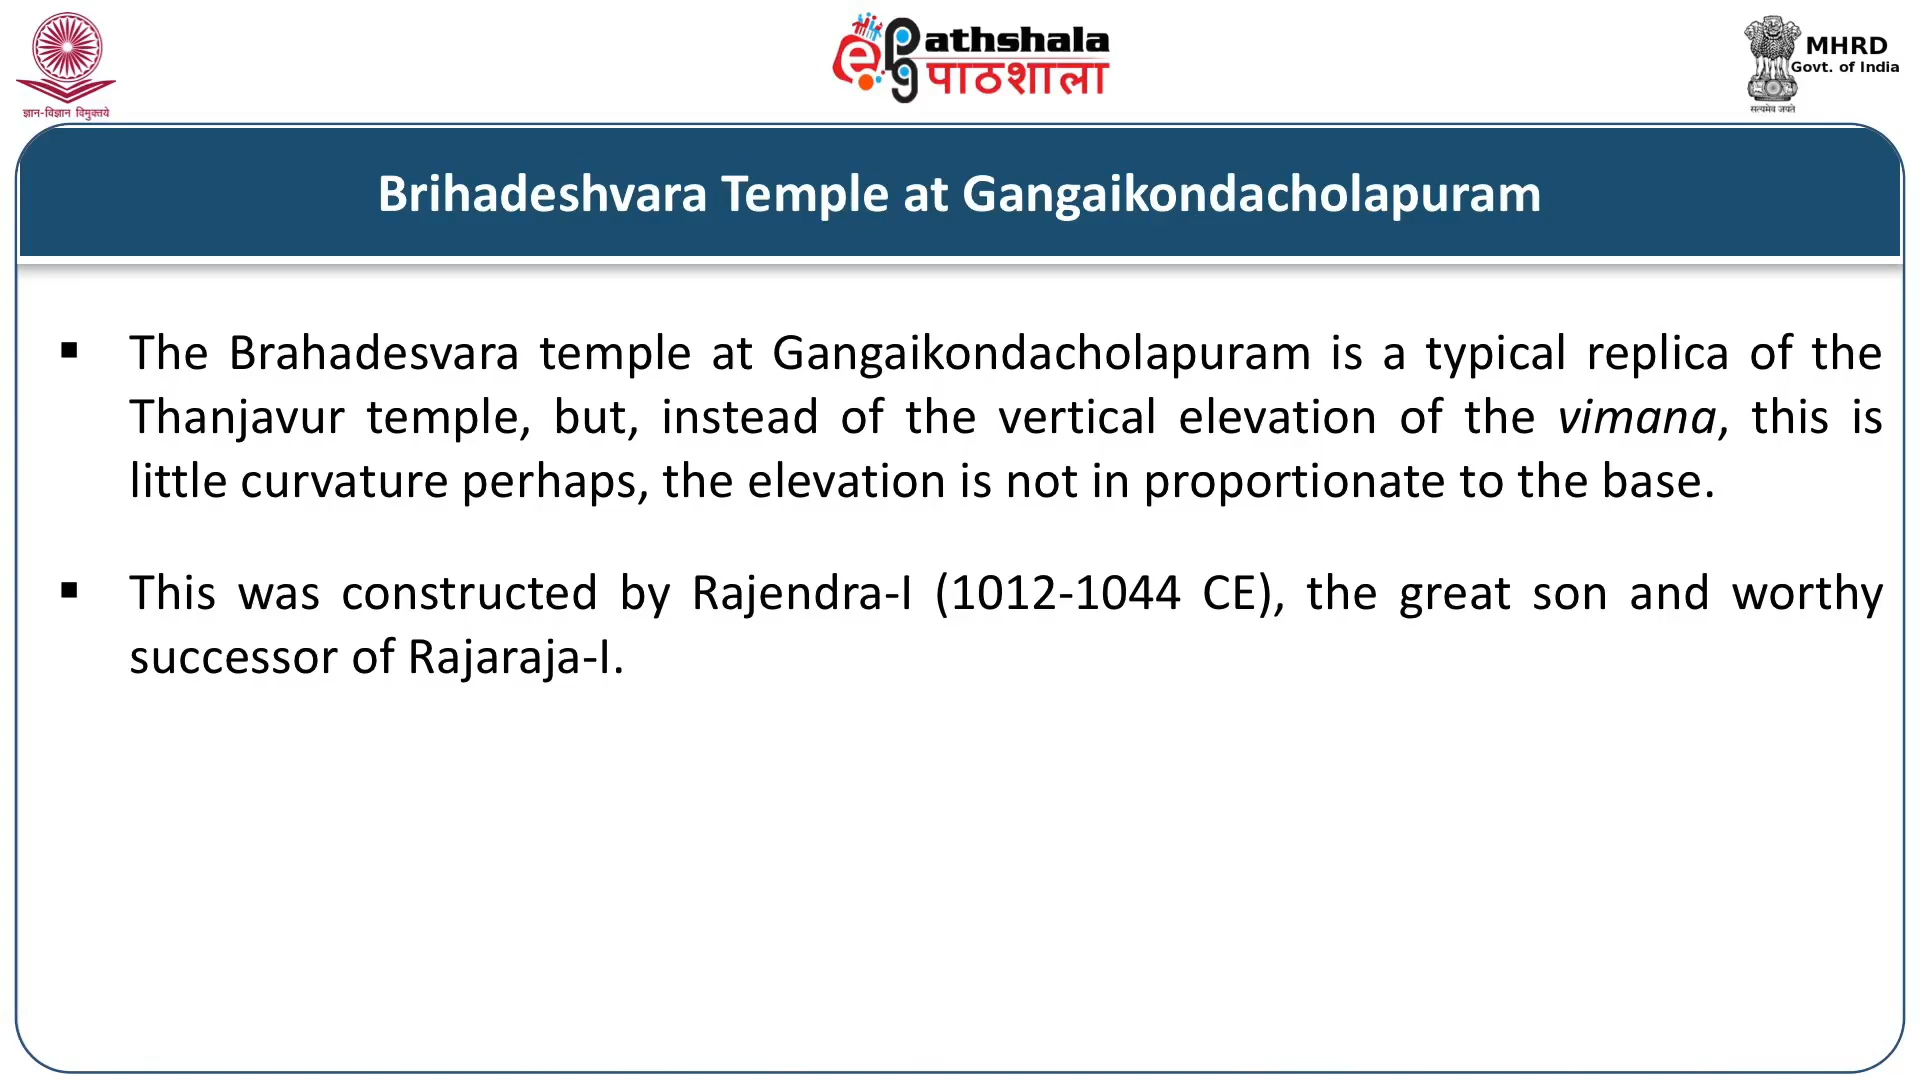 ज्ञान-विज्ञान विमुक्तये
e
pg
athshala
पाठशाला
MHRD
Govt. of India
सत्यमेव जयते
Brihadeshvara Temple at Gangaikondacholapuram
▪ The Brahadesvara temple at Gangaikondacholapuram is a typical replica of the
Thanjavur temple, but, instead of the vertical elevation of the vimana, this is
little curvature perhaps, the elevation is not in proportionate to the base.
▪ This was constructed by Rajendra-I (1012-1044 CE), the great son and worthy
successor of Rajaraja-I.